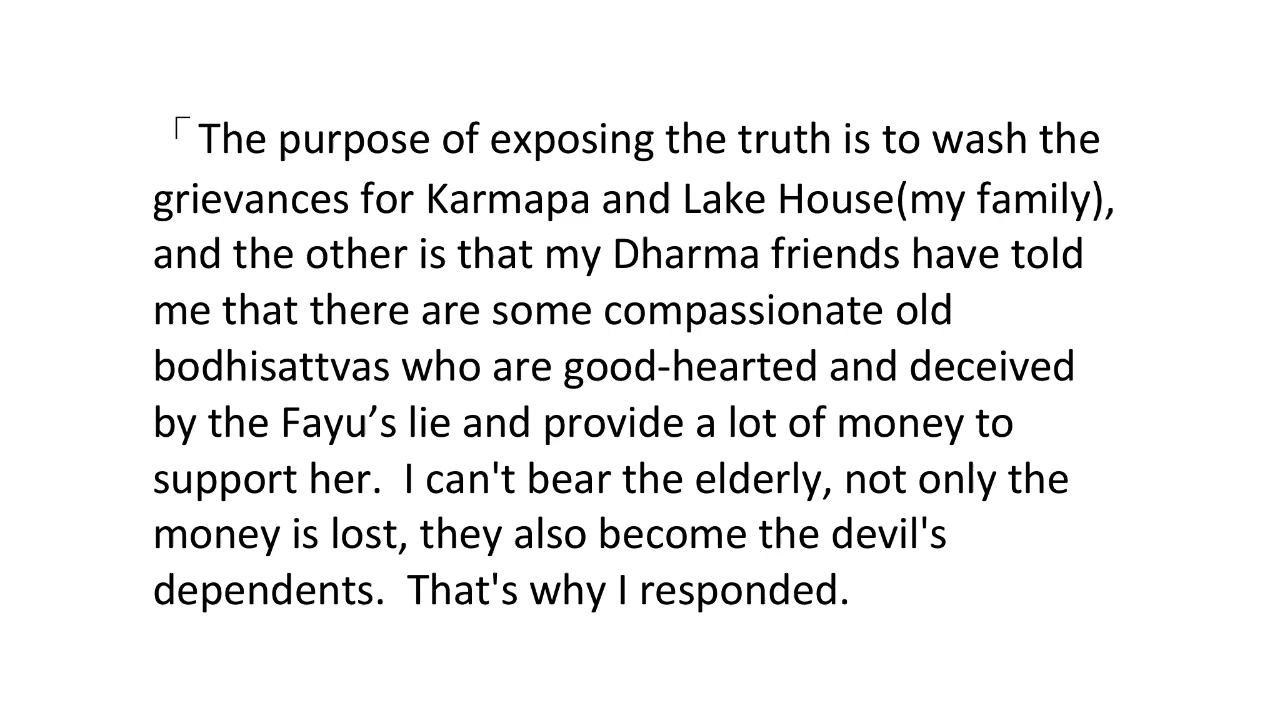 「The purpose of exposing the truth is to wash the
grievances for Karmapa and Lake House(my family),
and the other is that my Dharma friends have told
me that there are some compassionate old
bodhisattvas who are good-hearted and deceived
by the Fayu’s lie and provide a lot of money to
support her.  I can't bear the elderly, not only the
money is lost, they also become the devil's
dependents.  That's why I responded.